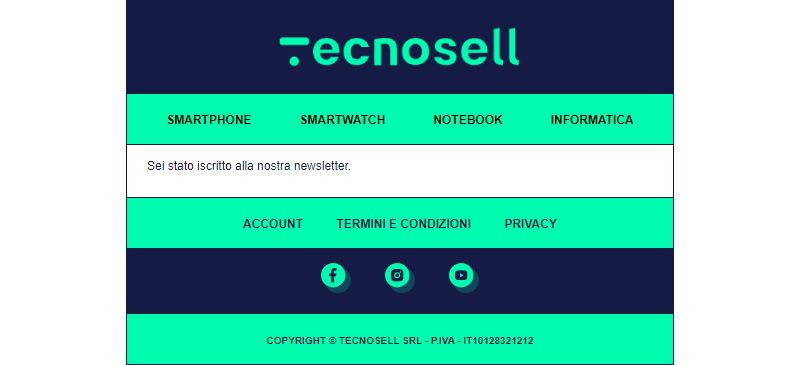 Tecnosell
SMARTPHONE SMARTWATCH NOTEBOOK INFORMATICA
Sei stato iscritto alla nostra newsletter.
ACCOUNT TERMINI E CONDIZIONI PRIVACY
COPYRIGHT © TECNOSELL SRL - P.IVA - IT10128321212